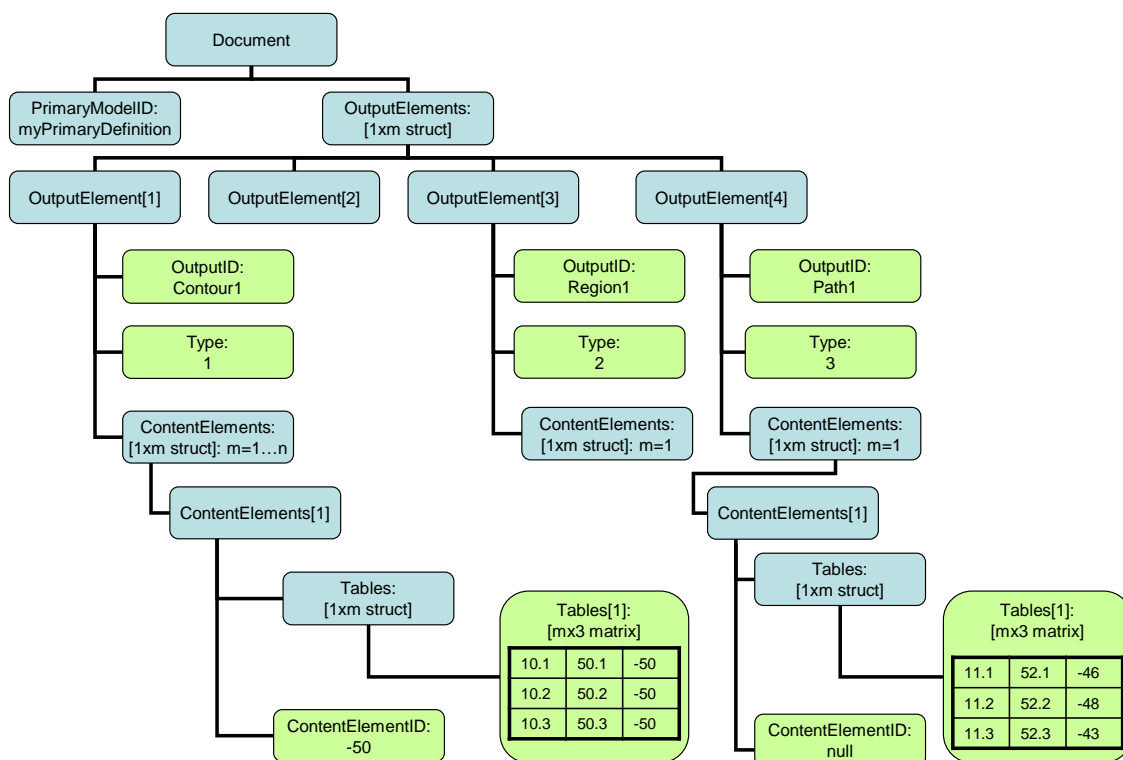 Document
PrimaryModelID:
myPrimaryDefinition
OutputElements:
[1xm struct]
OutputElement[1]
OutputElement[2]
OutputElement[3]
OutputElement[4]
OutputID:
Contour1
OutputID:
Region1
OutputID:
Path1
Type:
1
Type:
2
Type:
3
ContentElements:
[1xm struct]: m=1…n
ContentElements:
[1xm struct]: m=1
ContentElements:
[1xm struct]: m=1
ContentElements[1]
ContentElements[1]
Tables:
[1xm struct]
Tables[1]:
[mx3 matrix]
10.1 50.1 -50
10.2 50.2 -50
10.3 50.3 -50
Tables:
[1xm struct]
Tables[1]:
[mx3 matrix]
11.1 52.1 -46
11.2 52.2 -48
11.3 52.3 -43
ContentElementID:
-50
ContentElementID:
null